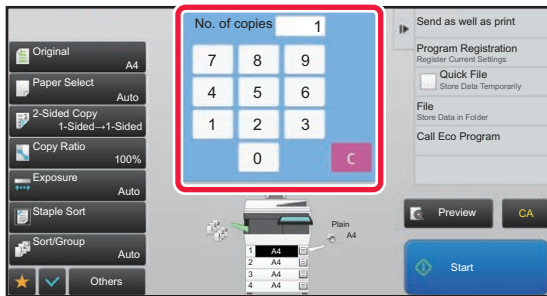 Original
A4
Paper Select
Auto
2-Sided Copy
1-Sided→1-Sided
Copy Ratio
100%
Exposure
Auto
Staple Sort
Sort/Group
Auto
Others
No. of copies 1
7 8 9
4 5 6
1 2 3
0 C
Plain
A4
1 A4
2 A4
3 A4
4 A4
Send as well as print
Program Registration
Register Current Settings
Quick File
Store Data Temporarily
File
Store Data in Folder
Call Eco Program
Preview CA
Start